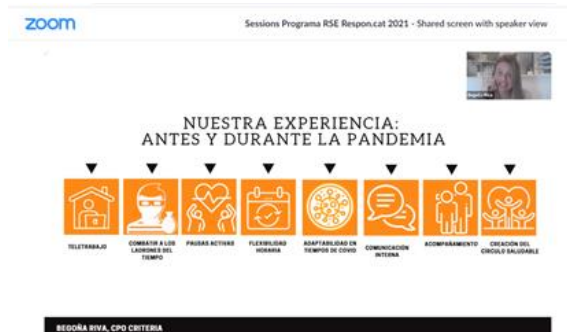 zoom
Sessions Programa RSE Respon.cat 2021 - Shared screen with speaker view
Begoña Riva
NUESTRA EXPERIENCIA:
ANTES Y DURANTE LA PANDEMIA
TELETRABAJO
COMBATIR A LOS
LADRONES DEL
TIEMPO
PAUSAS ACTIVAS
FLEXIBILIDAD
HORARIA
ADAPTABILIDAD EN
TIEMPOS DE COVID
COMUNICACIÓN
INTERNA
ACOMPAÑAMIENTO
CREACIÓN DEL
CÍRCULO SALUDABLE
BEGOÑA RIVA, CPO CRITERIA